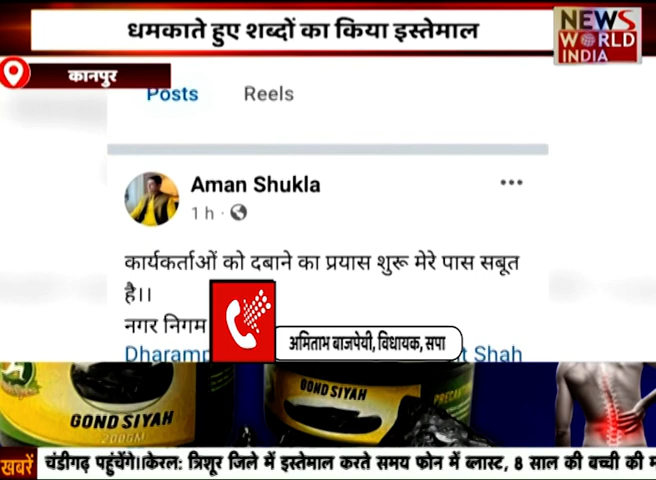 धमकाते हुए शब्दों का किया इस्तेमाल
NEWS
WORLD
INDIA
कानपुर
Posts Reels
Aman Shukla
1 h
कार्यकर्ताओं को दबाने का प्रयास शुरू मेरे पास सबूत
है।।
नगर निगम
अमिताभ बाजपेयी, विधायक, सपा
Shah
GOND SIYAH
200GM
GOND SIYAH
खबरें चंडीगढ़ पहुंचेंगे।।केरल: त्रिशूर जिले में इस्तेमाल करते समय फोन में ब्लास्ट, 8 साल की बच्ची की